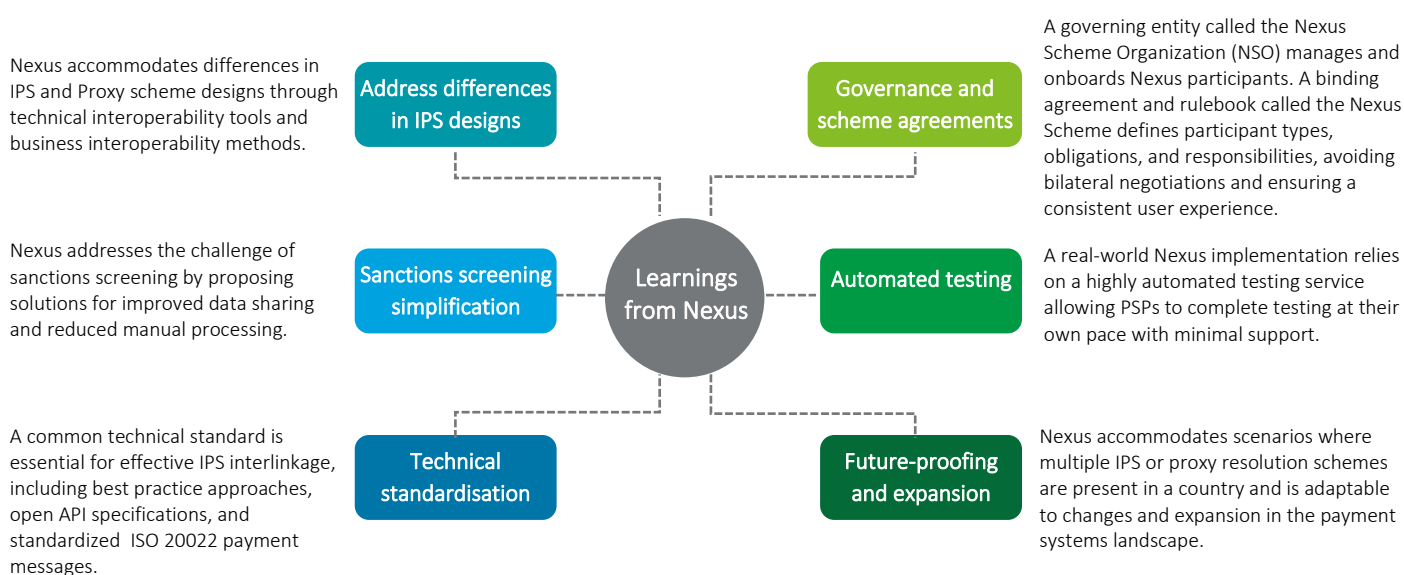 Nexus accommodates differences in
IPS and Proxy scheme designs through
technical interoperability tools and
business interoperability methods.
Address differences
in IPS designs
Governance and
scheme agreements
A governing entity called the Nexus
Scheme Organization (NSO) manages and
onboards Nexus participants. A binding
agreement and rulebook called the Nexus
Scheme defines participant types,
obligations, and responsibilities, avoiding
bilateral negotiations and ensuring a
consistent user experience.
Nexus addresses the challenge of
sanctions screening by proposing
solutions for improved data sharing
and reduced manual processing.
Sanctions screening
simplification
Learnings
from Nexus
Automated testing
A real-world Nexus implementation relies
on a highly automated testing service
allowing PSPs to complete testing at their
own pace with minimal support.
A common technical standard is
essential for effective IPS interlinkage,
including best practice approaches,
open API specifications, and
standardized ISO 20022 payment
messages.
Technical
standardisation
Future-proofing
and expansion
Nexus accommodates scenarios where
multiple IPS or proxy resolution schemes
are present in a country and is adaptable
to changes and expansion in the payment
systems landscape.